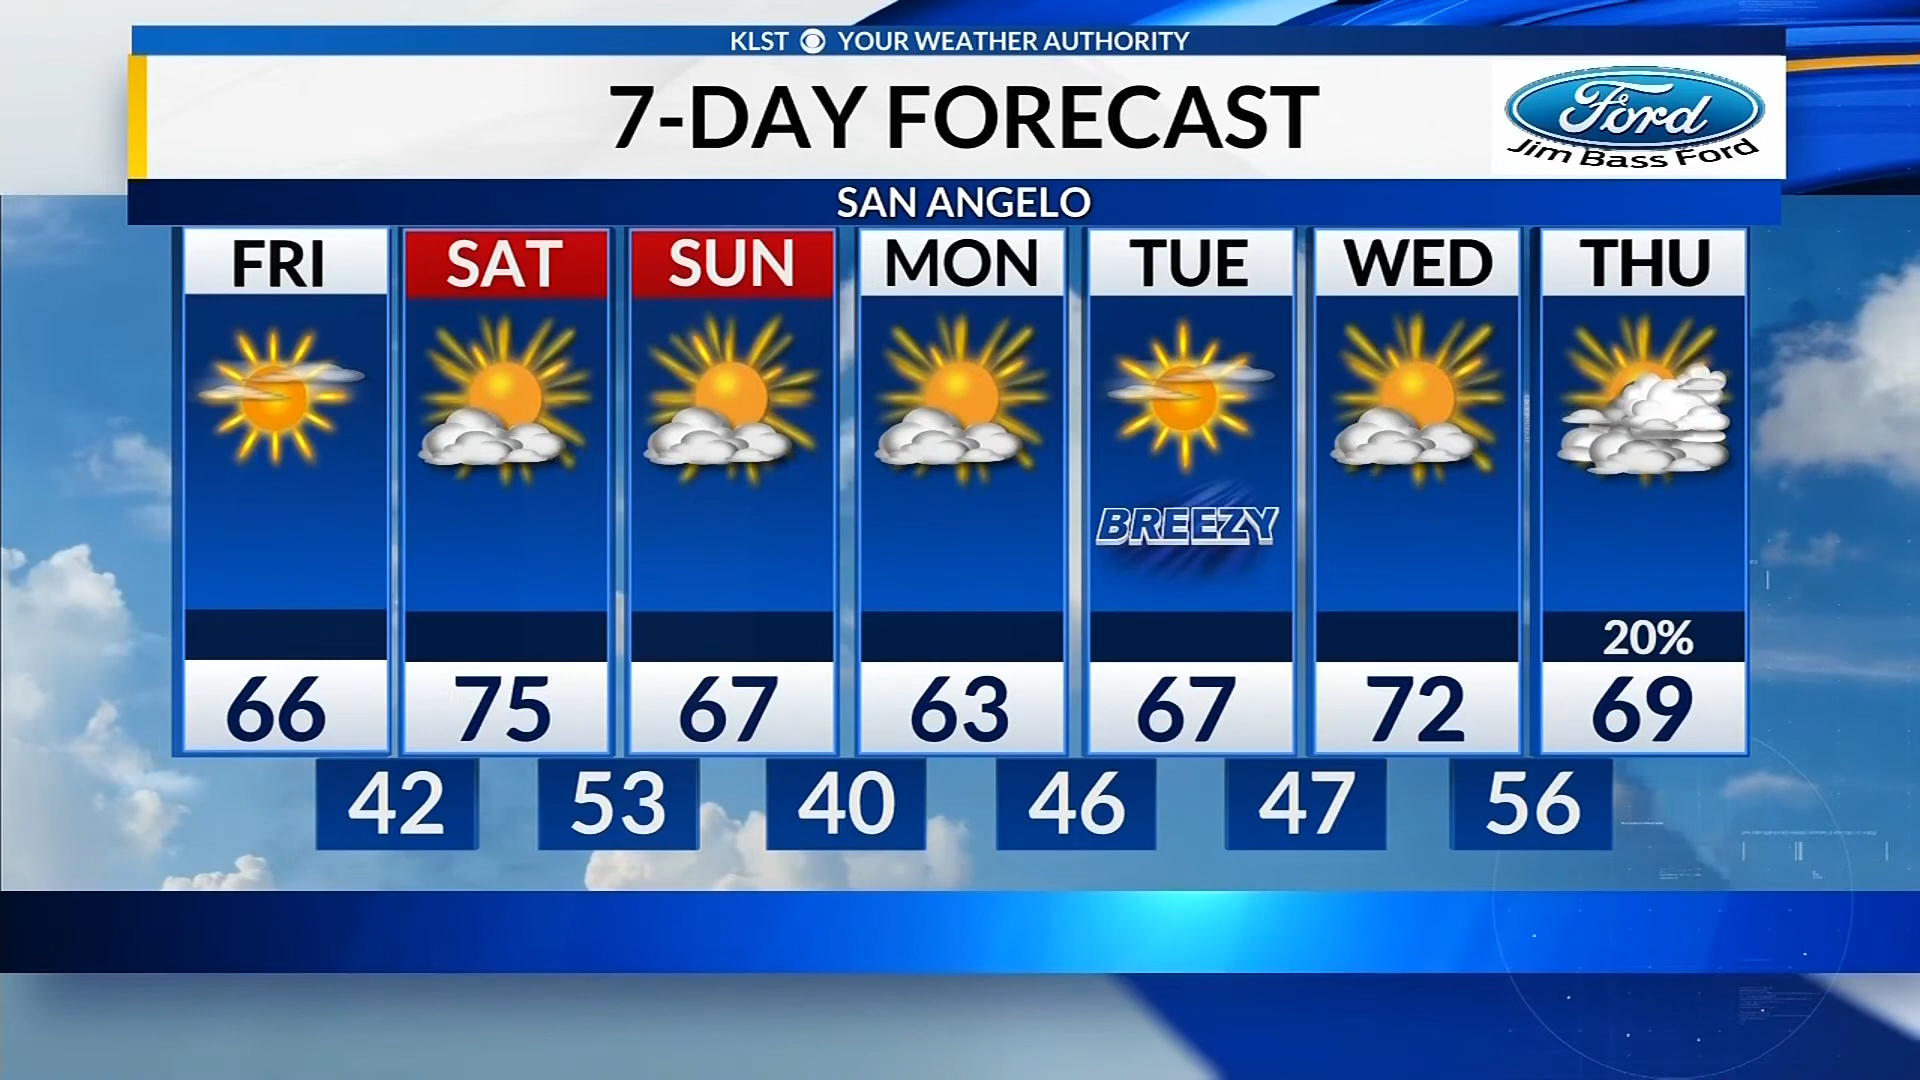 KLST YOUR WEATHER AUTHORITY
7-DAY FORECAST
Ford
Jim Bass Ford
SAN ANGELO
FRI SAT SUN MON TUE WED THU
BREEZY
20%
66 75 67 63 67 72 69
42 53 40 46 47 56